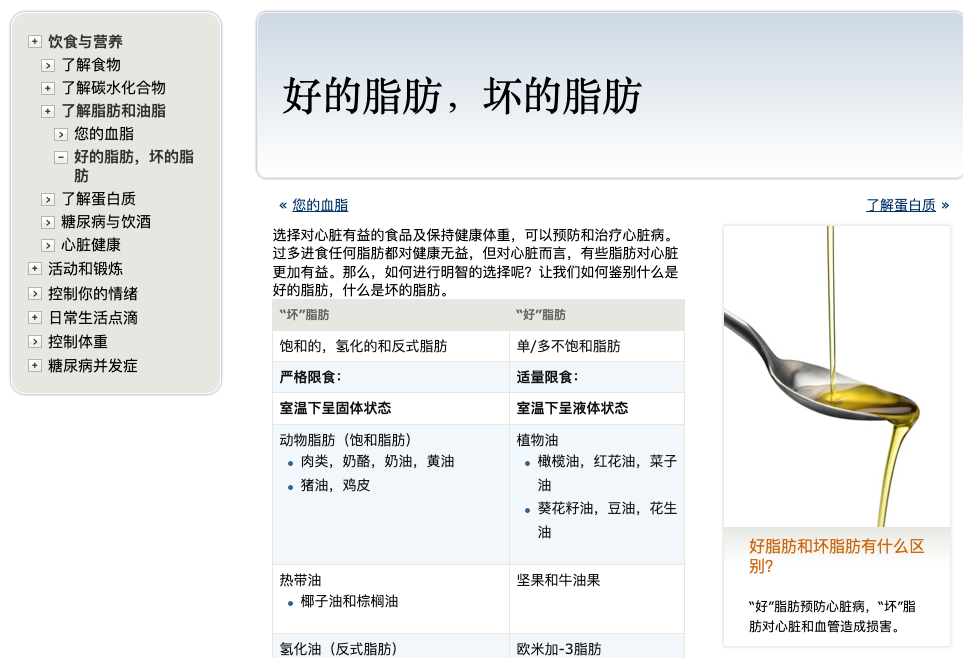 饮食与营养
了解食物
了解碳水化合物
了解脂肪和油脂
您的血脂
好的脂肪，坏的脂
肪
了解蛋白质
糖尿病与饮酒
心脏健康
活动和锻炼
控制你的情绪
日常生活点滴
控制体重
糖尿病并发症
好的脂肪，坏的脂肪
« 您的血脂
了解蛋白质 »
选择对心脏有益的食品及保持健康体重，可以预防和治疗心脏病。
过多进食任何脂肪都对健康无益，但对心脏而言，有些脂肪对心脏
更加有益。那么，如何进行明智的选择呢？让我们如何鉴别什么是
好的脂肪，什么是坏的脂肪。
“坏”脂肪
“好”脂肪
饱和的，氢化的和反式脂肪
单/多不饱和脂肪
严格限食：
适量限食：
室温下呈固体状态
室温下呈液体状态
动物脂肪（饱和脂肪）
• 肉类，奶酪，奶油，黄油
• 猪油，鸡皮
植物油
• 橄榄油，红花油，菜子
油
• 葵花籽油，豆油，花生
油
热带油
• 椰子油和棕榈油
坚果和牛油果
氢化油（反式脂肪）
欧米加-3脂肪
好脂肪和坏脂肪有什么区
别？
“好”脂肪预防心脏病，“坏”脂
肪对心脏和血管造成损害。